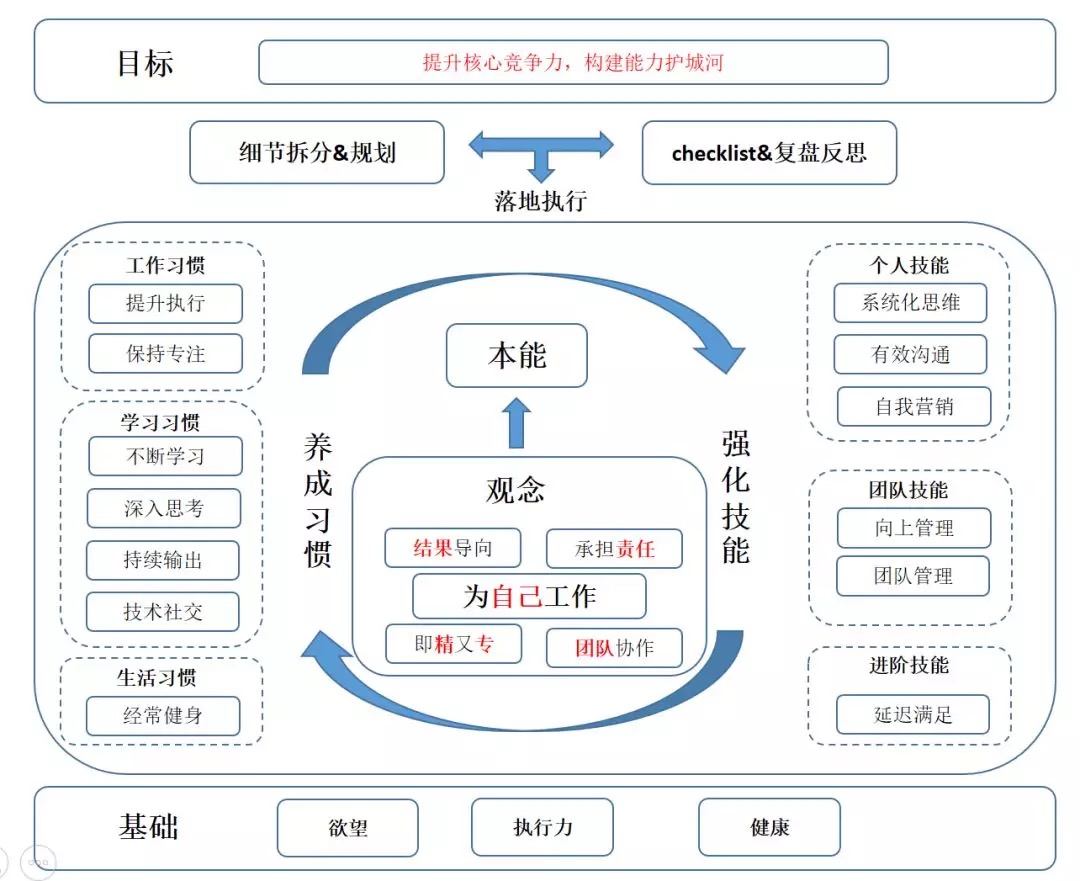 目标
提升核心竞争力，构建能力护城河
细节拆分&规划
checklist&复盘反思
落地执行
工作习惯
提升执行
保持专注
学习习惯
不断学习
深入思考
持续输出
技术社交
生活习惯
经常健身
养成习惯
本能
观念
结果导向
承担责任
为自己工作
即精又专
团队协作
强化技能
个人技能
系统化思维
有效沟通
自我营销
团队技能
向上管理
团队管理
进阶技能
延迟满足
基础
欲望
执行力
健康